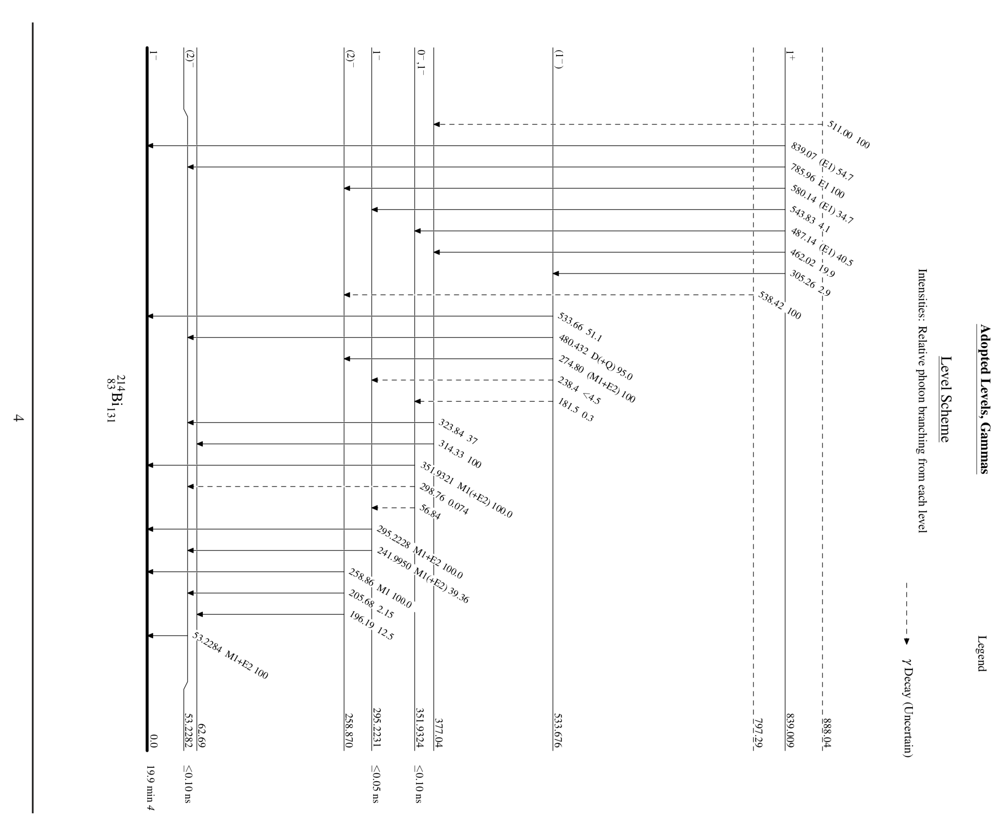 Adopted Levels, Gammas
Legend
Level Scheme
Intensities: Relative photon branching from each level
γ Decay (Uncertain)
511.00 100
839.07 (E1) 54.7
785.96 E1 100
580.14 (E1) 34.7
543.83 4.1
487.14 (E1) 40.5
462.02 19.9
305.26 2.9
538.42 100
533.66 51.1
480.432 D(+Q) 95.0
274.80 (M1+E2) 100
238.4 <4.5
181.5 0.3
323.84 37
314.33 100
351.9321 M1(+E2) 100.0
298.76 0.074
56.84
295.2228 M1+E2 100.0
241.9950 M1(+E2) 39.36
258.86 M1 100.0
205.68 2.15
196.19 12.5
53.2284 M1+E2 100
888.04
1⁺ 839.009
797.29
(1⁻) 533.676
377.04
0⁻,1⁻ 351.9324 ≤0.10 ns
1⁻ 295.2231 ≤0.05 ns
(2)⁻ 258.870
62.69
(2)⁻ 53.2282 ≤0.10 ns
1⁻ 0.0 19.9 min 4
²¹⁴₈₃Bi₁₃₁
4